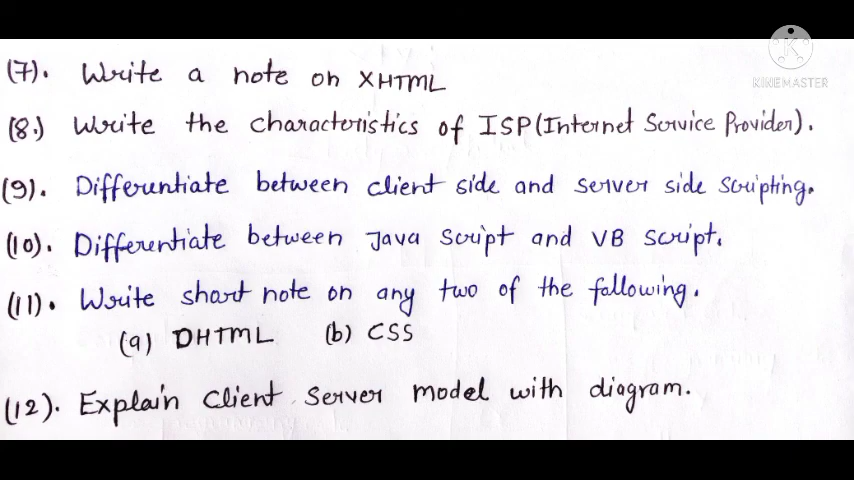 KINEMASTER
(7). Write a note on XHTML
(8.) Write the characteristics of ISP (Internet Service Provider).
(9). Differentiate between client side and server side scripting.
(10). Differentiate between Java script and VB script.
(11). Write short note on any two of the following.
(a) DHTML (b) CSS
(12). Explain Client Server model with diagram.